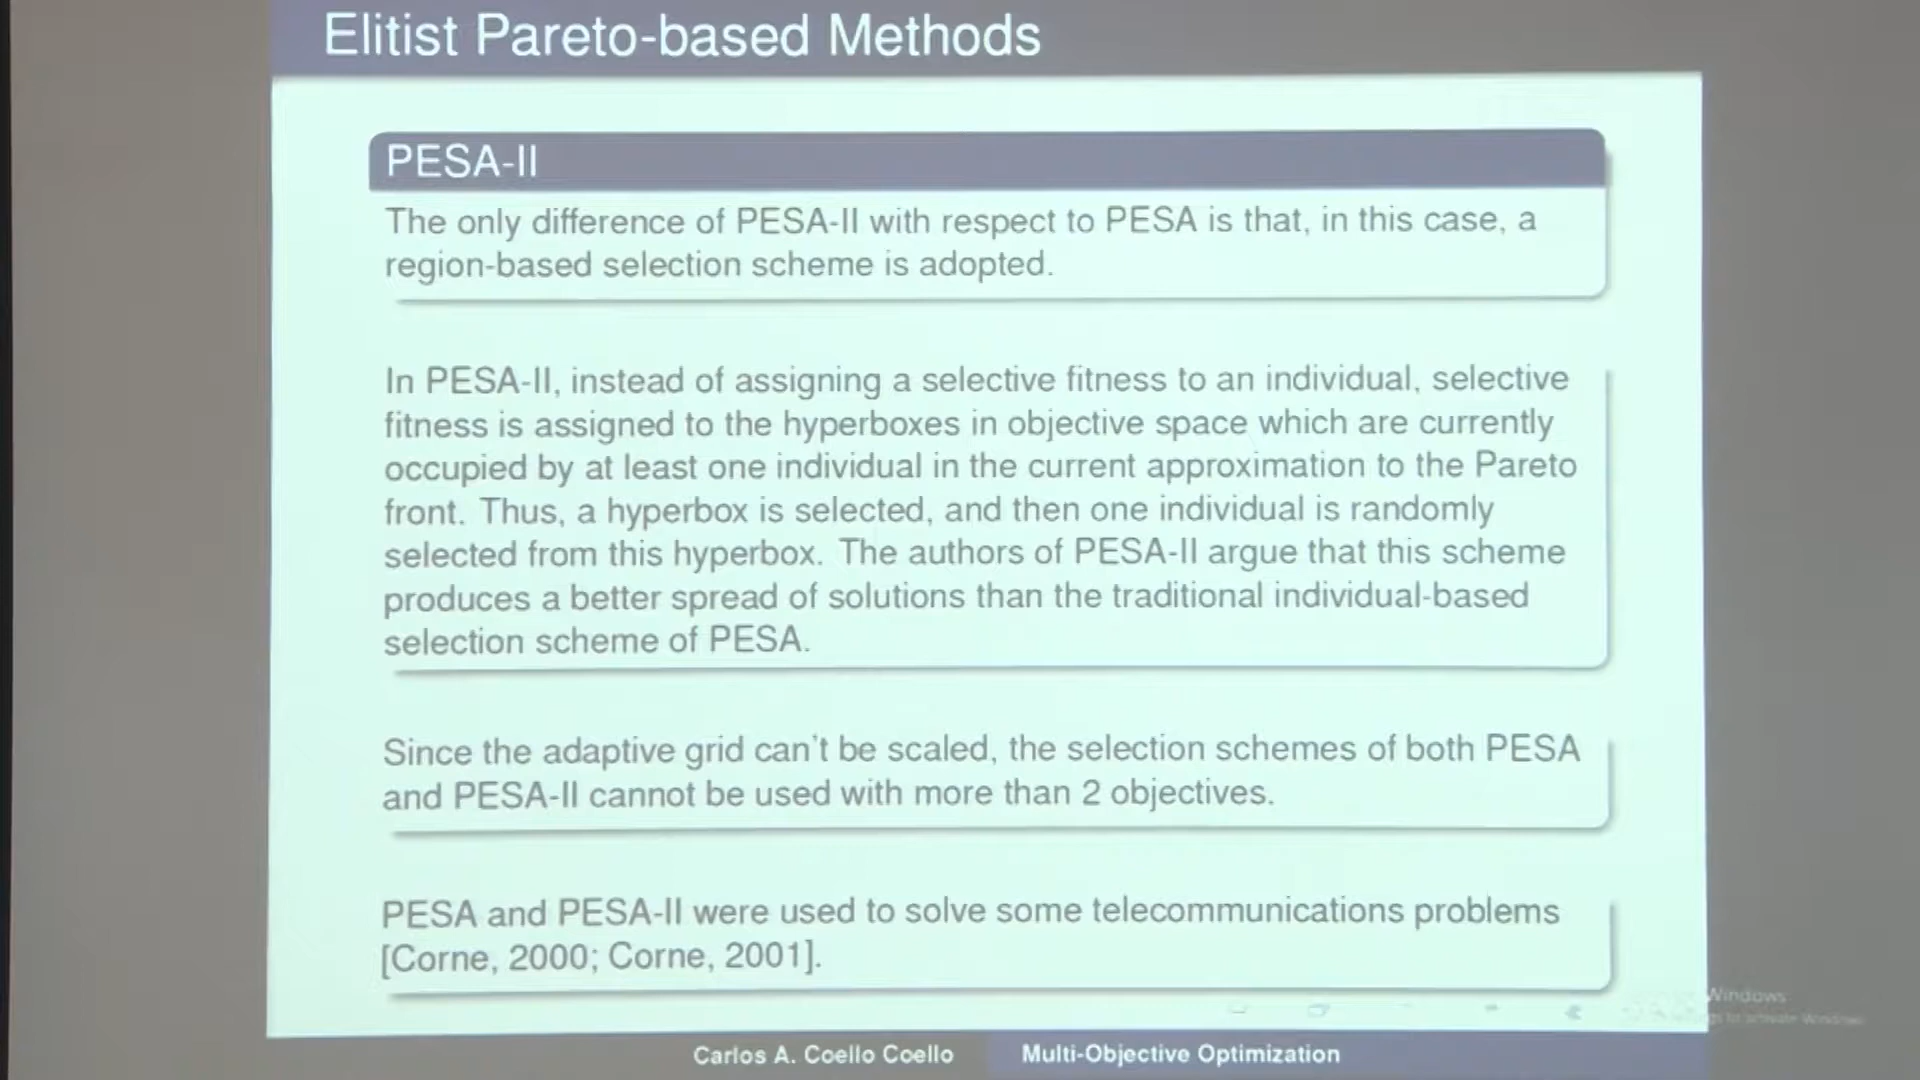 Elitist Pareto-based Methods
PESA-II
The only difference of PESA-II with respect to PESA is that, in this case, a
region-based selection scheme is adopted.
In PESA-II, instead of assigning a selective fitness to an individual, selective
fitness is assigned to the hyperboxes in objective space which are currently
occupied by at least one individual in the current approximation to the Pareto
front. Thus, a hyperbox is selected, and then one individual is randomly
selected from this hyperbox. The authors of PESA-II argue that this scheme
produces a better spread of solutions than the traditional individual-based
selection scheme of PESA.
Since the adaptive grid can't be scaled, the selection schemes of both PESA
and PESA-II cannot be used with more than 2 objectives.
PESA and PESA-II were used to solve some telecommunications problems
[Corne, 2000; Corne, 2001].
Windows
to activate Windows
Carlos A. Coello Coello
Multi-Objective Optimization